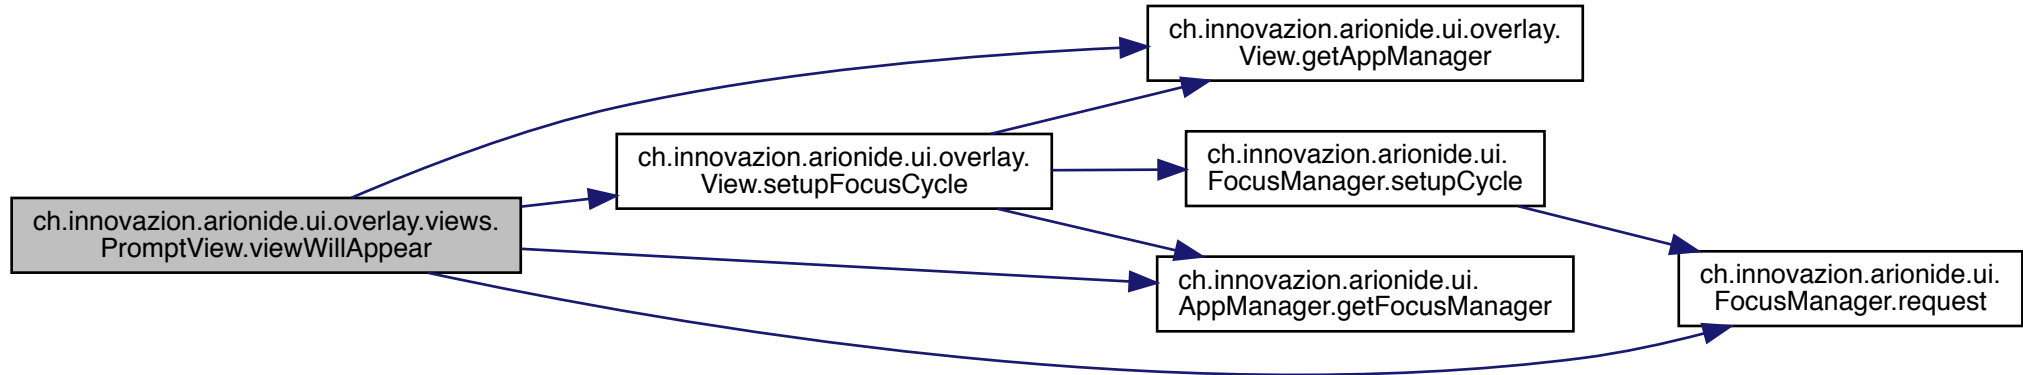 ch.innovazion.arionide.ui.overlay.views.
PromptView.viewWillAppear
ch.innovazion.arionide.ui.overlay.
View.getAppManager
ch.innovazion.arionide.ui.overlay.
View.setupFocusCycle
ch.innovazion.arionide.ui.
FocusManager.setupCycle
ch.innovazion.arionide.ui.
AppManager.getFocusManager
ch.innovazion.arionide.ui.
FocusManager.request